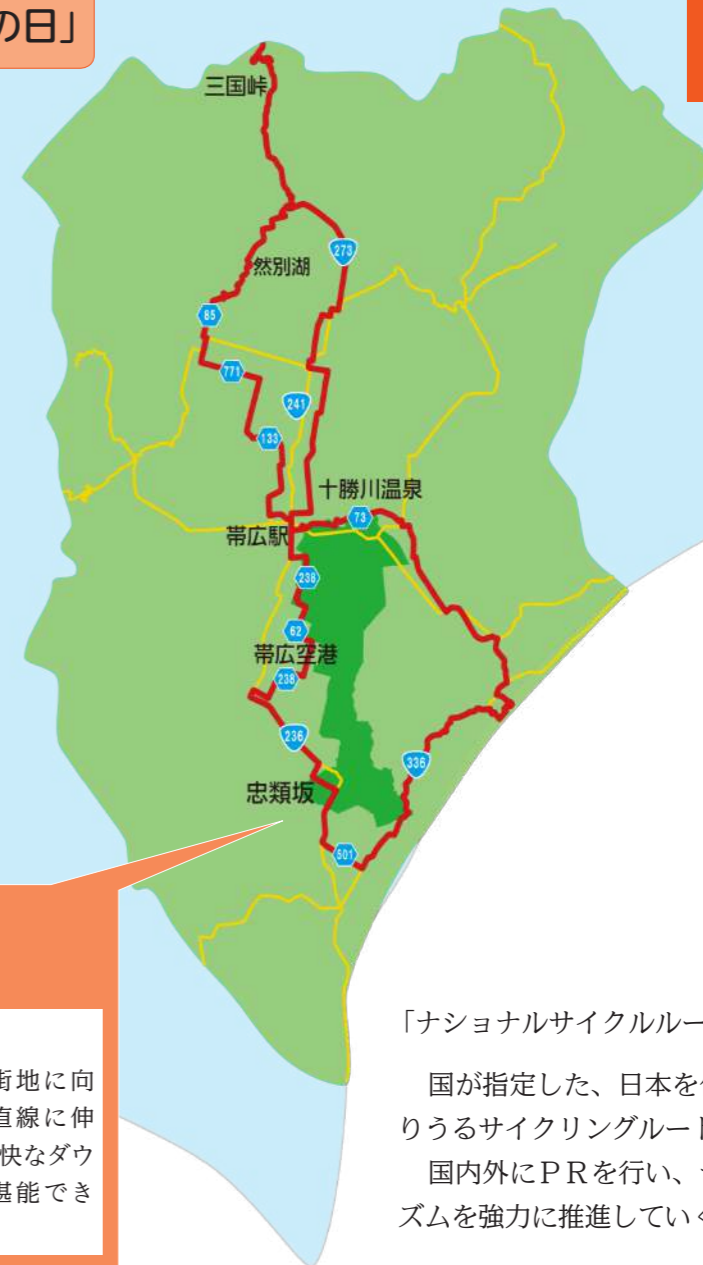 の日」
三国峠
然別湖
273
85
771
241
133
十勝川温泉
73
帯広駅
238
62
帯広空港
238
236
336
忠類坂
501
街地に向
直線に伸
快なダウ
堪能でき
「ナショナルサイクルルー
国が指定した、日本を
りうるサイクリングルー
国内外にＰＲを行い、
ズムを強力に推進してい